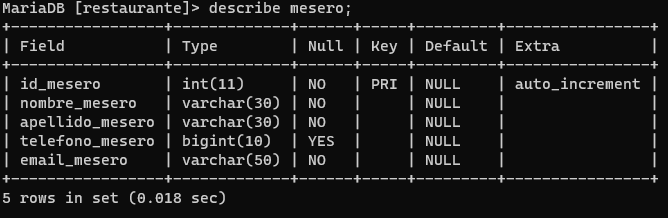 MariaDB [restaurante]> describe mesero;
+-----------------+-------------+------+-----+---------+----------------+
| Field           | Type        | Null | Key | Default | Extra          |
+-----------------+-------------+------+-----+---------+----------------+
| id_mesero       | int(11)     | NO   | PRI | NULL    | auto_increment |
| nombre_mesero   | varchar(30) | NO   |     | NULL    |                |
| apellido_mesero | varchar(30) | NO   |     | NULL    |                |
| telefono_mesero | bigint(10)  | YES  |     | NULL    |                |
| email_mesero    | varchar(50) | NO   |     | NULL    |                |
+-----------------+-------------+------+-----+---------+----------------+
5 rows in set (0.018 sec)